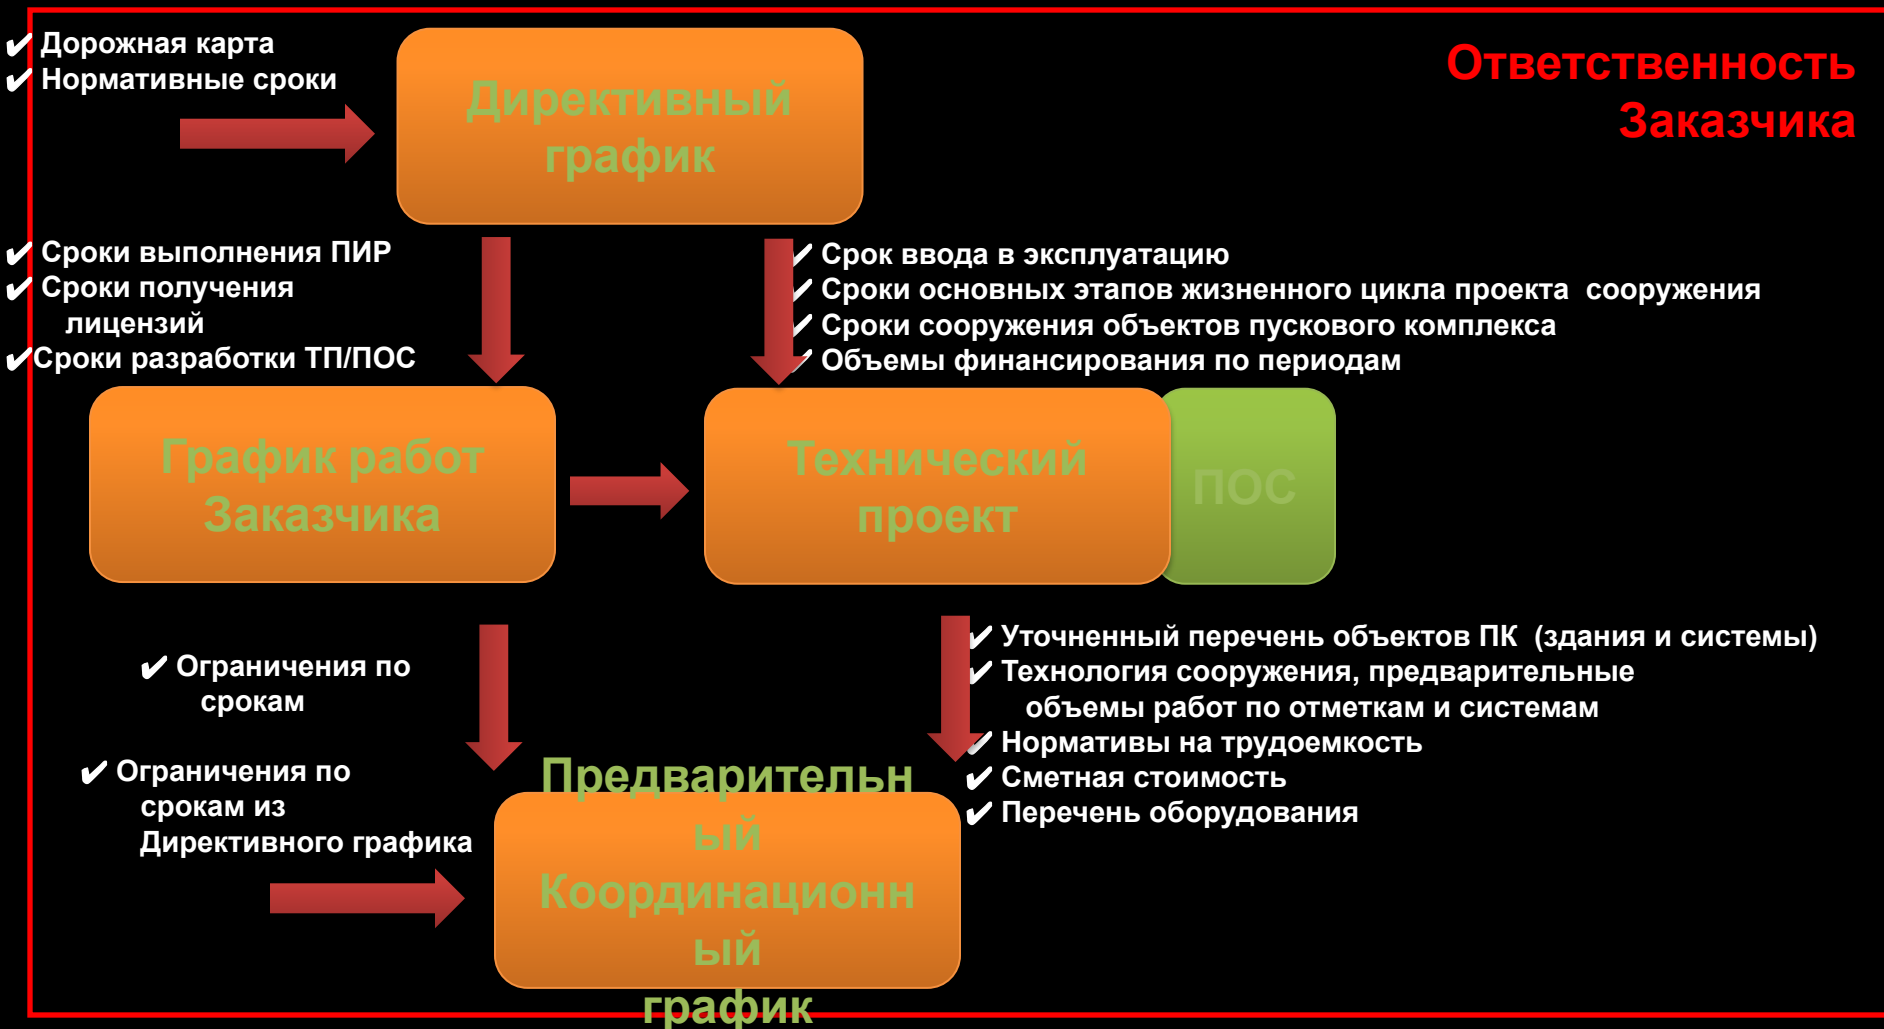 ✔ Дорожная карта
✔ Нормативные сроки
Директивный
график
Ответственность
Заказчика
✔ Сроки выполнения ПИР
✔ Сроки получения
лицензий
✔Сроки разработки ТП/ПОС
✔ Срок ввода в эксплуатацию
✔ Сроки основных этапов жизненного цикла проекта сооружения
✔ Сроки сооружения объектов пускового комплекса
✔ Объемы финансирования по периодам
График работ
Заказчика
Технический
проект
ПОС
✔ Ограничения по
срокам
✔ Ограничения по
срокам из
Директивного графика
✔ Уточненный перечень объектов ПК (здания и системы)
✔ Технология сооружения, предварительные
объемы работ по отметкам и системам
✔ Нормативы на трудоемкость
✔ Сметная стоимость
✔ Перечень оборудования
Предварительн
ый
Координационн
ый
график